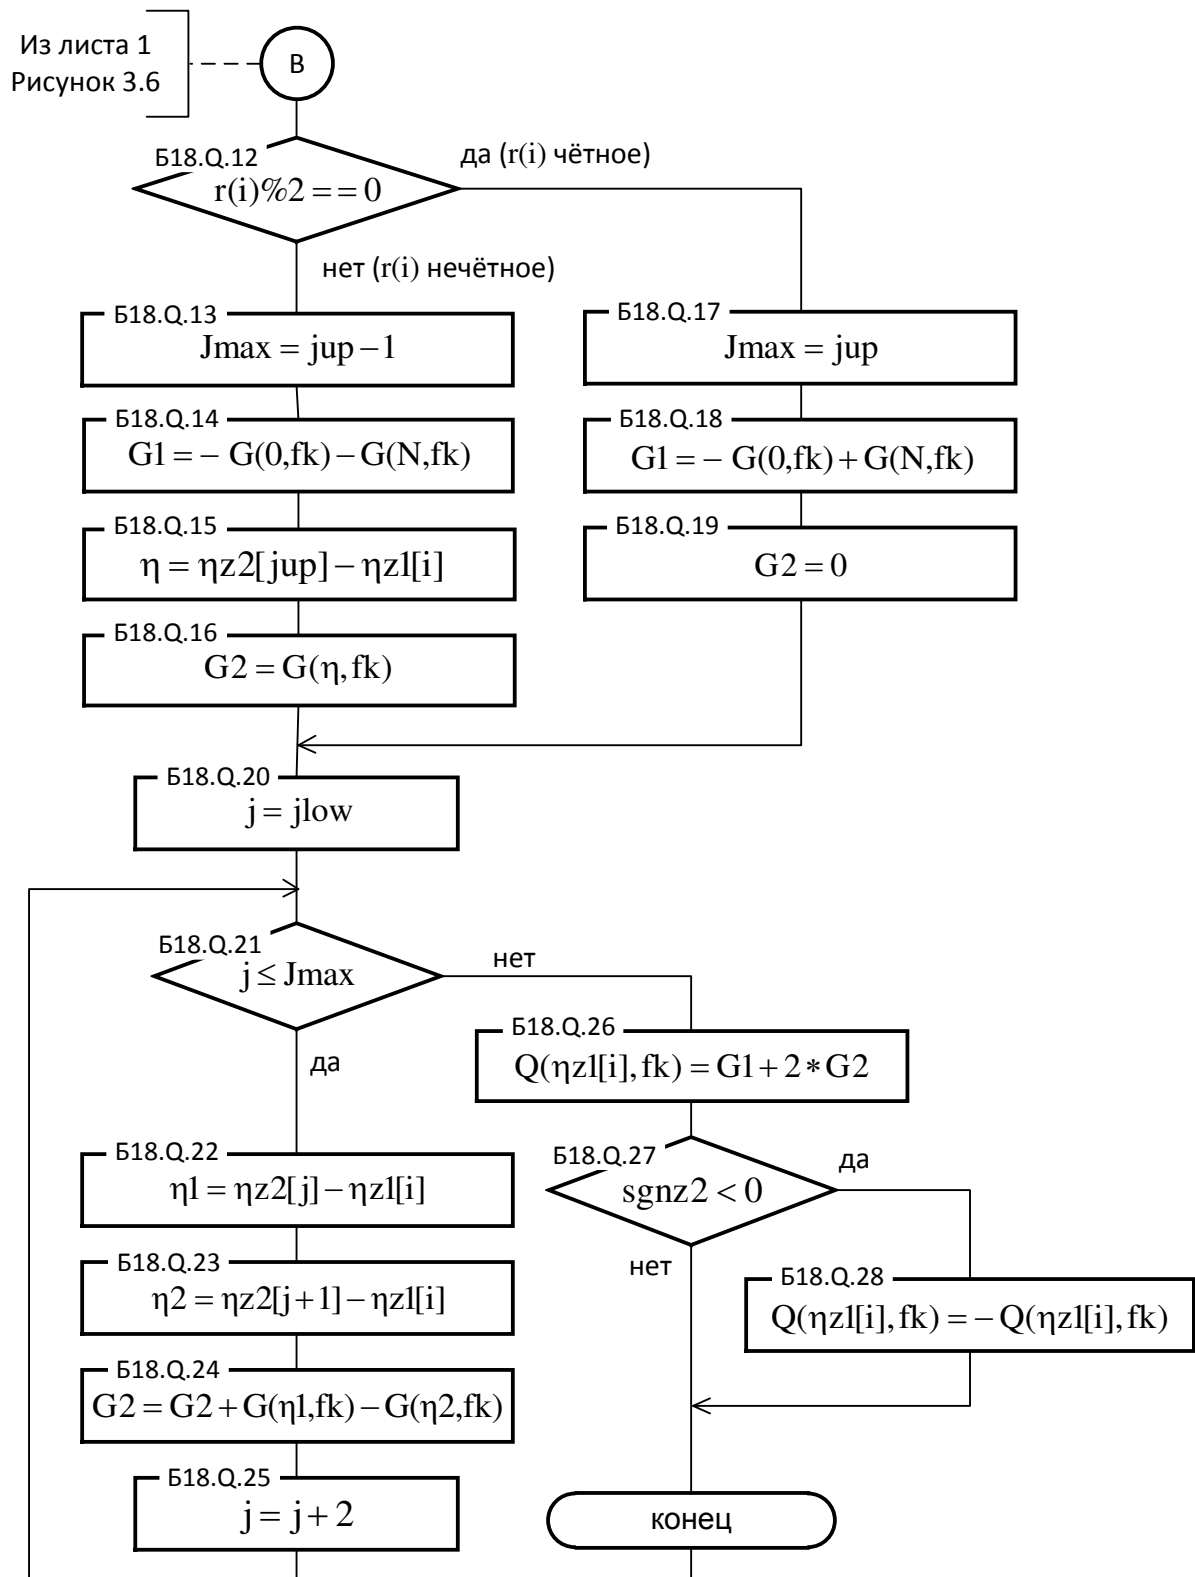 Из листа 1
Рисунок 3.6
В
Б18.Q.12
r(i)%2 == 0
да (r(i) чётное)
нет (r(i) нечётное)
Б18.Q.13
Jmax = jup − 1
Б18.Q.14
G1 = − G(0,fk) − G(N,fk)
Б18.Q.15
η = ηz2[jup] − ηz1[i]
Б18.Q.16
G2 = G(η, fk)
Б18.Q.17
Jmax = jup
Б18.Q.18
G1 = − G(0,fk) + G(N,fk)
Б18.Q.19
G2 = 0
Б18.Q.20
j = jlow
Б18.Q.21
j ≤ Jmax
нет
да
Б18.Q.22
η1 = ηz2[j] − ηz1[i]
Б18.Q.23
η2 = ηz2[j+1] − ηz1[i]
Б18.Q.24
G2 = G2 + G(η1,fk) − G(η2,fk)
Б18.Q.25
j = j + 2
Б18.Q.26
Q(ηz1[i], fk) = G1 + 2 * G2
Б18.Q.27
sgnz2 < 0
да
нет
Б18.Q.28
Q(ηz1[i], fk) = − Q(ηz1[i], fk)
конец